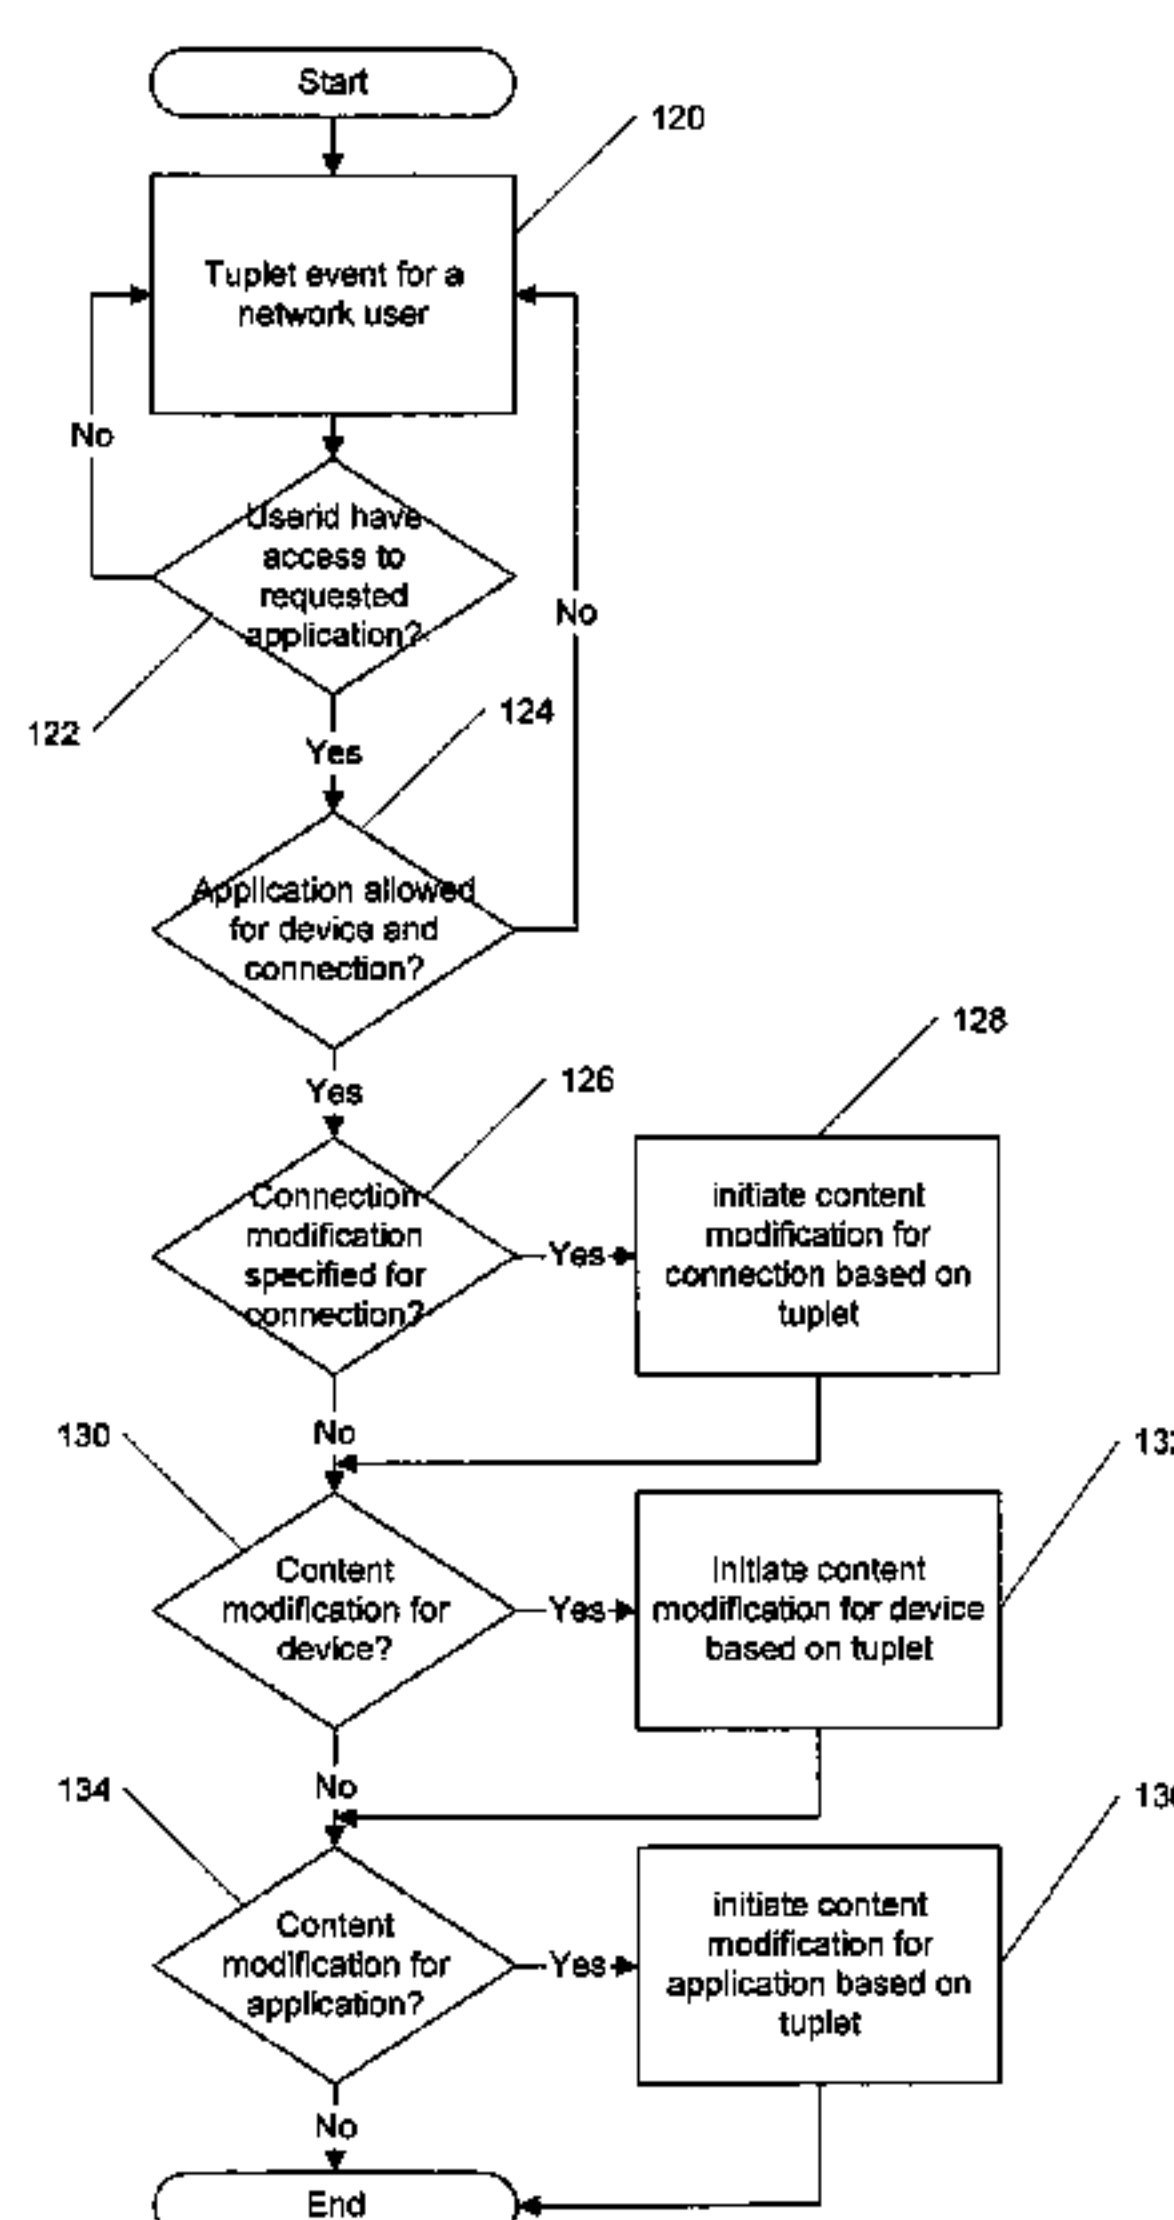 Start
120
Tuplet event for a
network user
No
Userid have
access to
requested
application?
No
122
124
Yes
Application allowed
for device and
connection?
128
Yes
126
Connection
modification
specified for
connection?
Yes
initiate content
modification for
connection based on
tuplet
130
No
Content
modification for
device?
Yes
initiate content
modification for device
based on tuplet
134
No
Content
modification for
application?
Yes
initiate content
modification for
application based on
tuplet
No
End